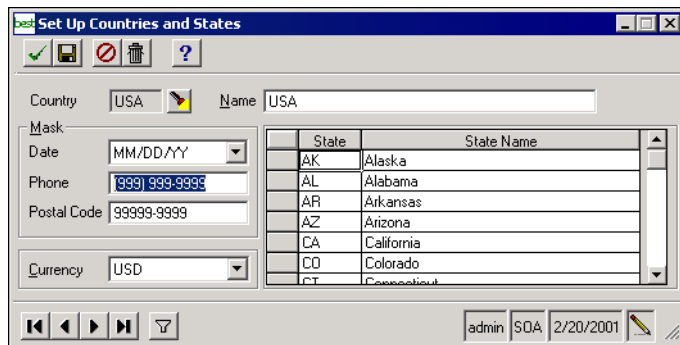 best Set Up Countries and States
?
Country USA Name USA
Mask
Date MM/DD/YY
Phone (999) 999-9999
Postal Code 99999-9999
Currency USD
State State Name
AK Alaska
AL Alabama
AR Arkansas
AZ Arizona
CA California
CO Colorado
CT Connecticut
admin SOA 2/20/2001